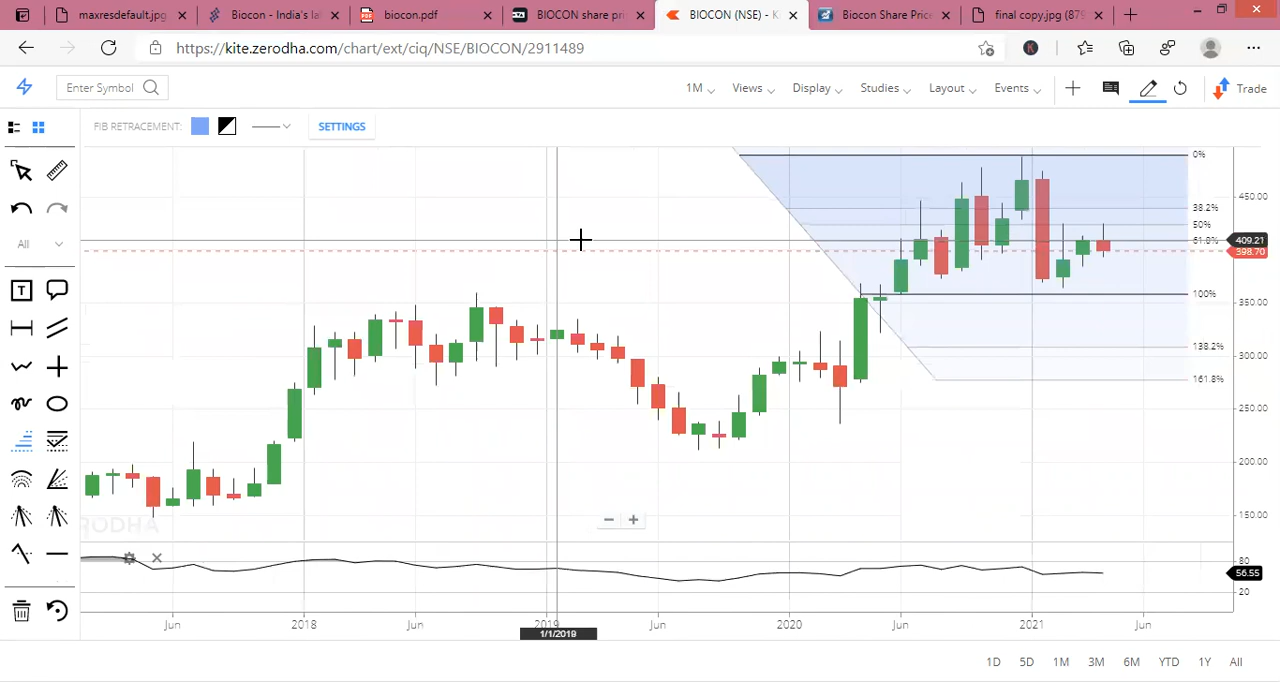 maxresdefault.jpg
Biocon - India's la
biocon.pdf
BIOCON share pri
BIOCON (NSE) - K
Biocon Share Pric
final copy.jpg (879
https://kite.zerodha.com/chart/ext/ciq/NSE/BIOCON/2911489
K
Enter Symbol
1M
Views
Display
Studies
Layout
Events
Trade
FIB RETRACEMENT:
SETTINGS
All
T
0%
38.2%
50%
61.8%
100%
138.2%
161.8%
450.00
409.21
398.70
350.00
300.00
250.00
200.00
150.00
80
56.55
20
Jun
2018
Jun
2019
Jun
2020
Jun
2021
Jun
1/1/2019
1D
5D
1M
3M
6M
YTD
1Y
All